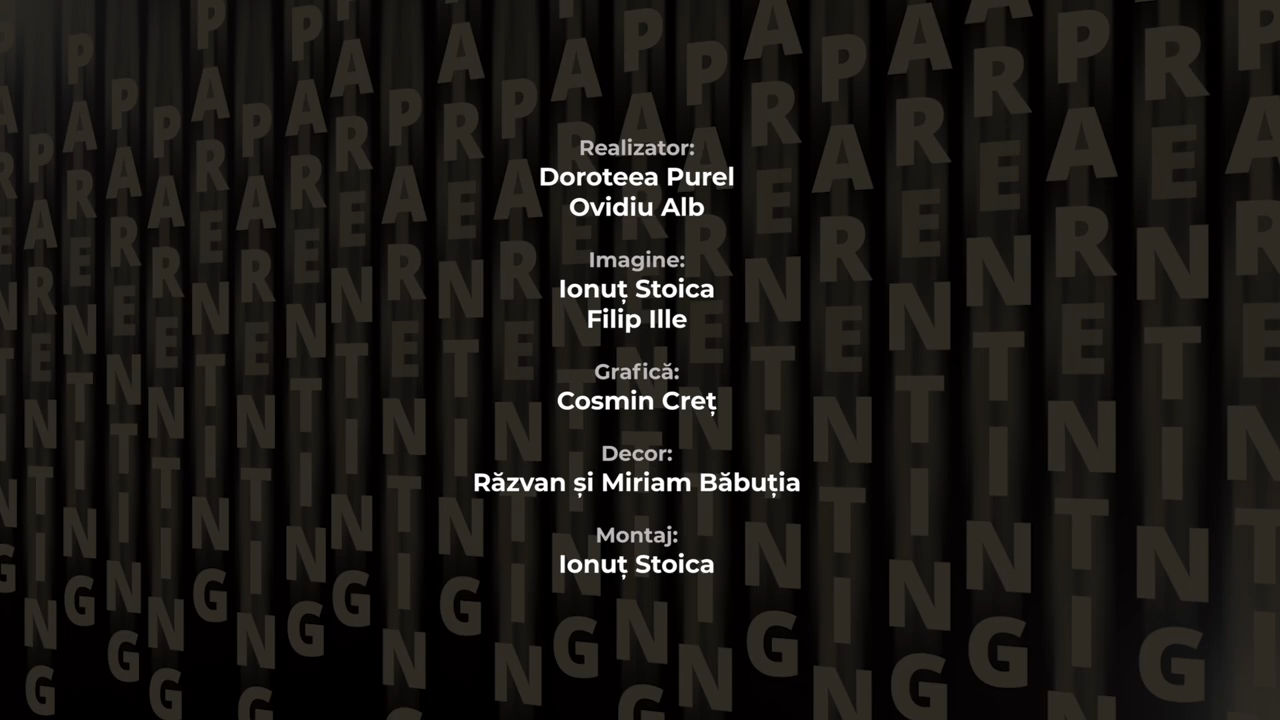 Realizator:
Doroteea Purel
Ovidiu Alb
Imagine:
Ionuț Stoica
Filip Ille
Grafică:
Cosmin Creț
Decor:
Răzvan și Miriam Băbuția
Montaj:
Ionuț Stoica
PARENTING